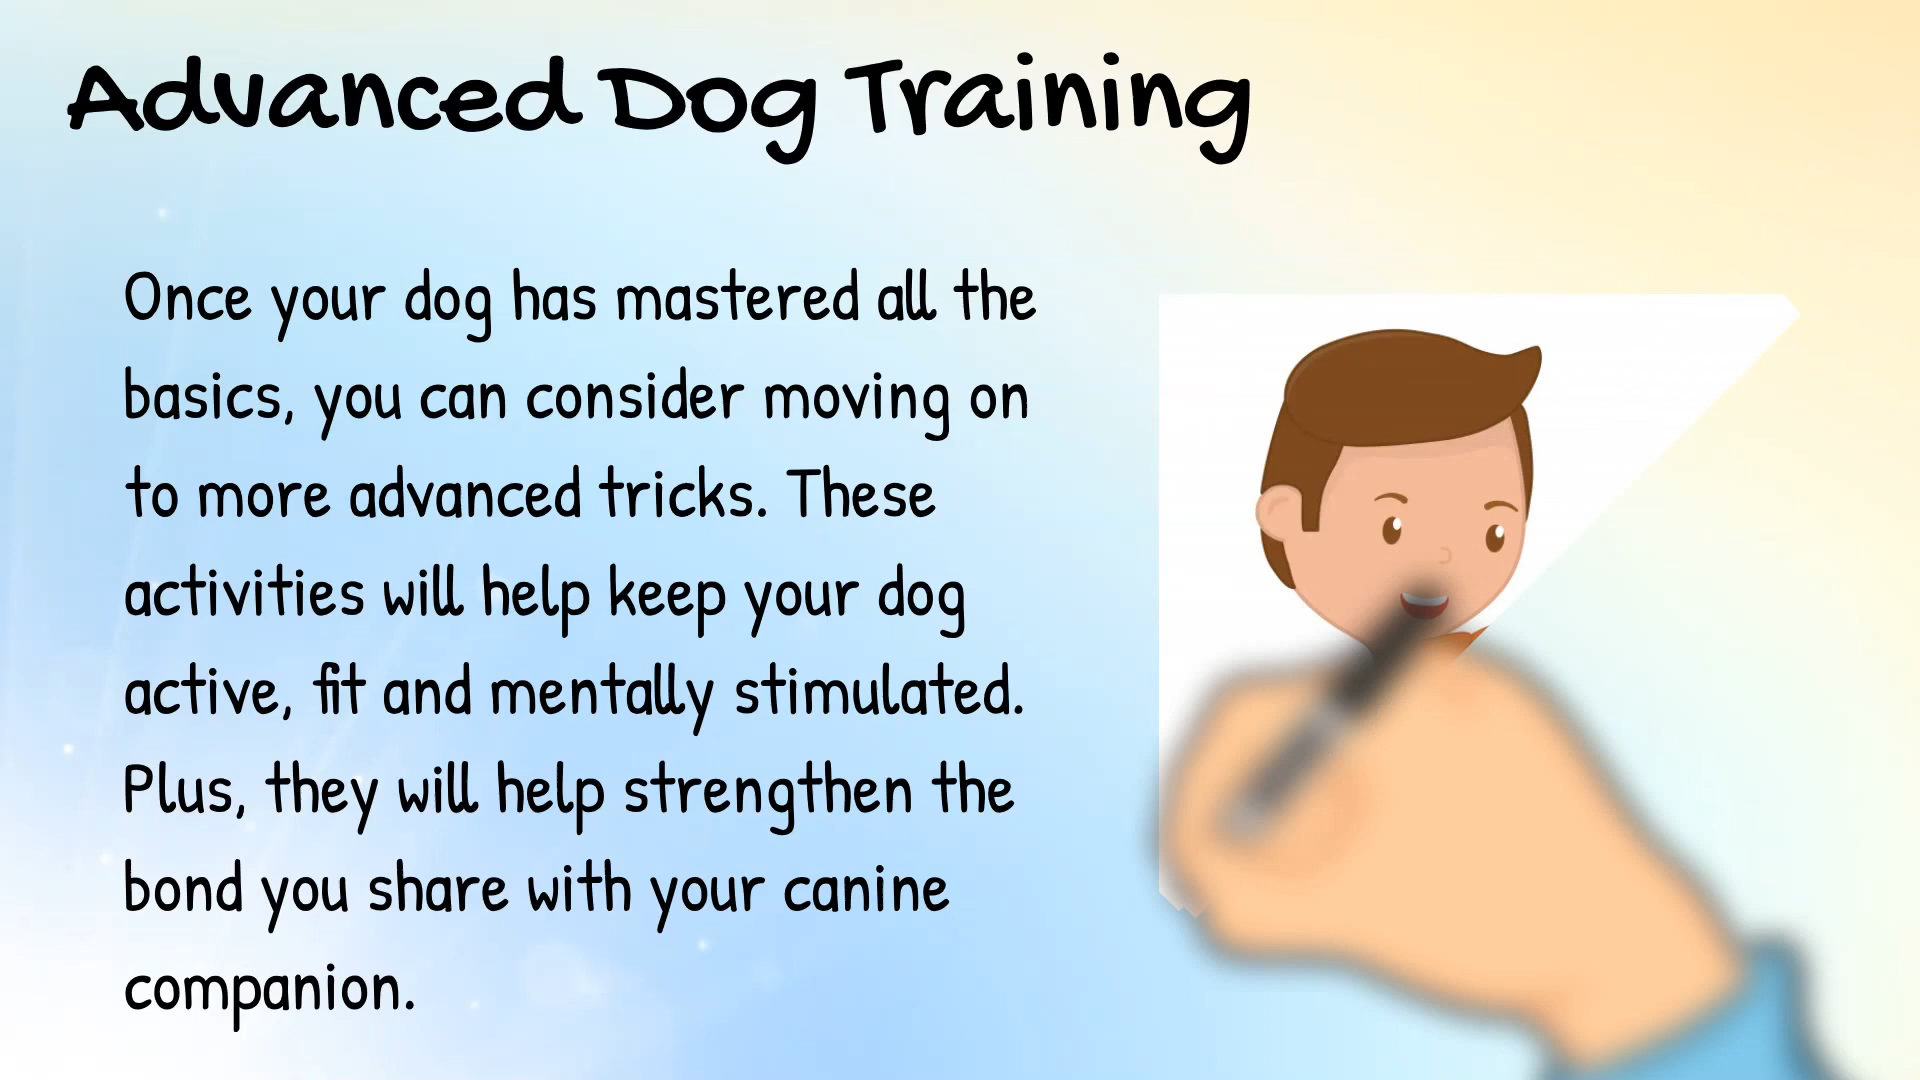 Advanced Dog Training
Once your dog has mastered all the
basics, you can consider moving on
to more advanced tricks. These
activities will help keep your dog
active, fit and mentally stimulated.
Plus, they will help strengthen the
bond you share with your canine
companion.